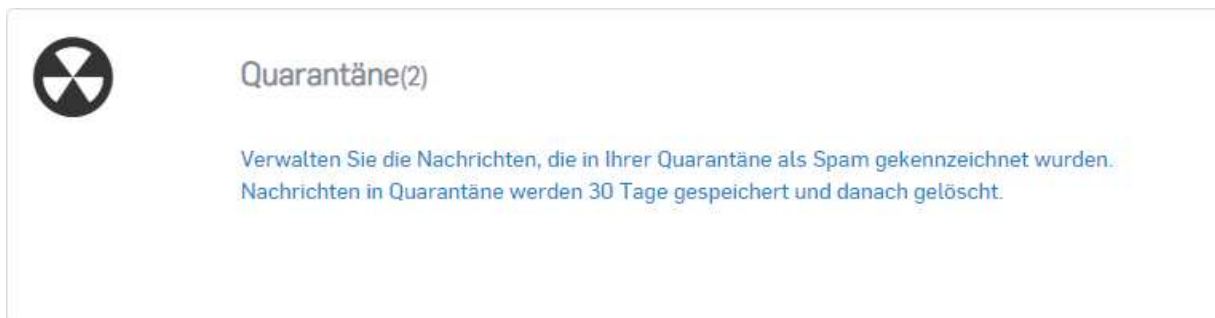 Quarantäne(2)
Verwalten Sie die Nachrichten, die in Ihrer Quarantäne als Spam gekennzeichnet wurden.
Nachrichten in Quarantäne werden 30 Tage gespeichert und danach gelöscht.